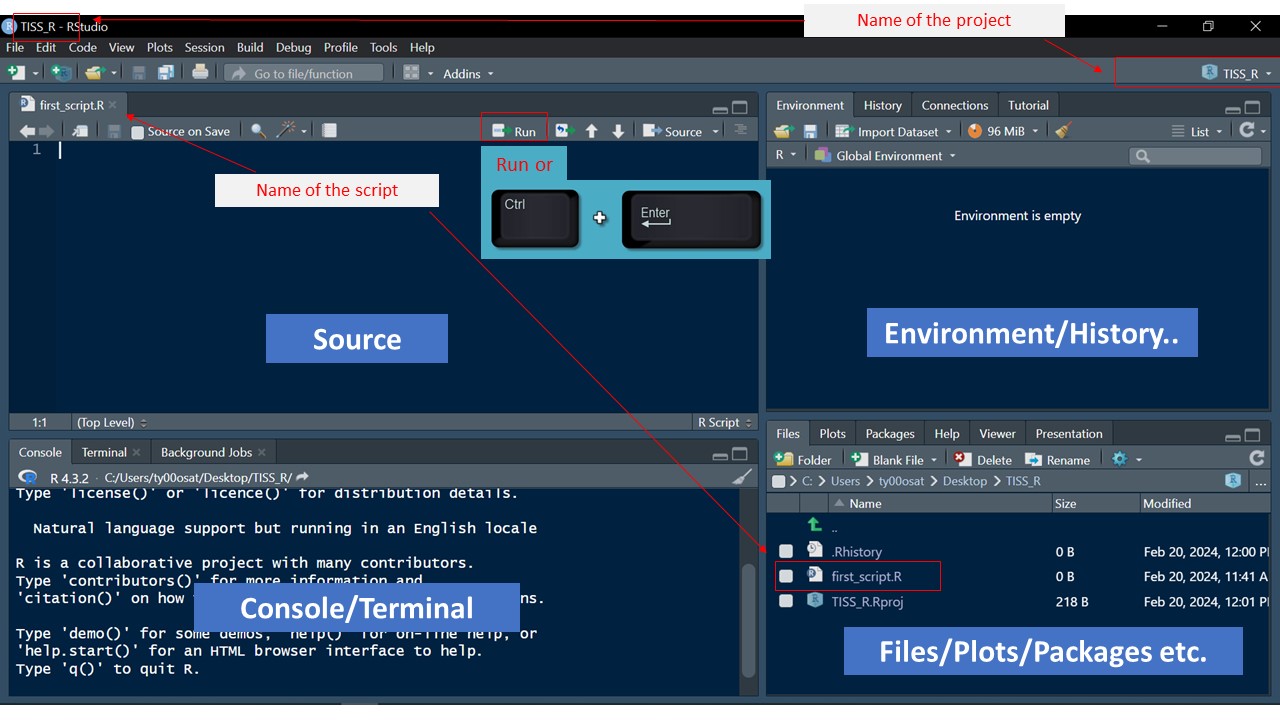 Name of the project
TISS_R - RStudio
File Edit Code View Plots Session Build Debug Profile Tools Help
Go to file/function Addins TISS_R
first_script.R
Source on Save Run Source
1
Run or
Ctrl Enter
Name of the script
Source
1:1 (Top Level) R Script
Environment History Connections Tutorial
Import Dataset 96 MiB List
R Global Environment
Environment is empty
Environment/History..
Console Terminal Background Jobs
R 4.3.2 · C:/Users/ty00osat/Desktop/TISS_R/
Type 'license()' or 'licence()' for distribution details.
Natural language support but running in an English locale
R is a collaborative project with many contributors.
Type 'contributors()' for more information and
'citation()' on how
Console/Terminal
Type 'demo()' for some demos, 'help()' for on-line help, or
'help.start()' for an HTML browser interface to help.
Type 'q()' to quit R.
Files Plots Packages Help Viewer Presentation
Folder Blank File Delete Rename
C: Users ty00osat Desktop TISS_R ...
Name Size Modified
..
.Rhistory 0 B Feb 20, 2024, 12:00 P
first_script.R 0 B Feb 20, 2024, 11:41 A
TISS_R.Rproj 218 B Feb 20, 2024, 12:01 P
Files/Plots/Packages etc.